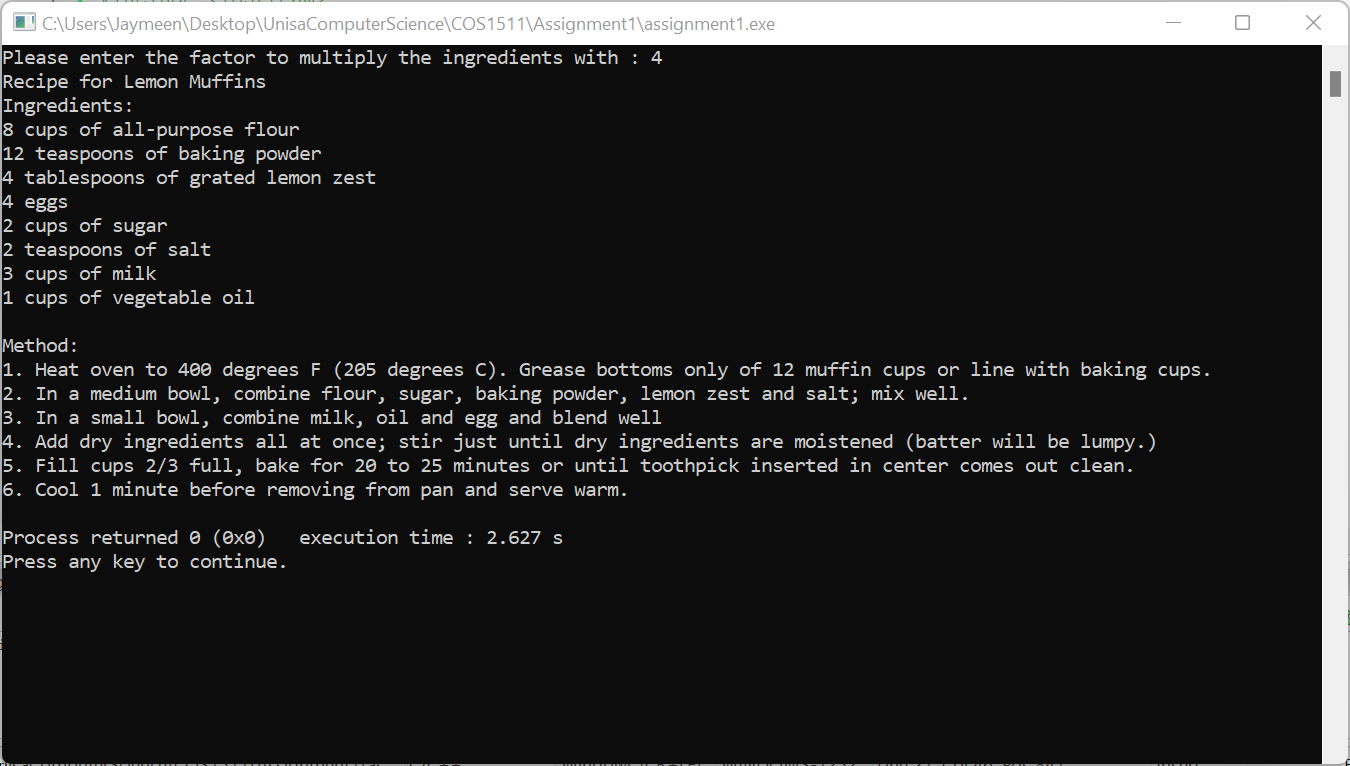 C:\Users\Jaymeen\Desktop\UnisaComputerScience\COS1511\Assignment1\assignment1.exe
Please enter the factor to multiply the ingredients with : 4
Recipe for Lemon Muffins
Ingredients:
8 cups of all-purpose flour
12 teaspoons of baking powder
4 tablespoons of grated lemon zest
4 eggs
2 cups of sugar
2 teaspoons of salt
3 cups of milk
1 cups of vegetable oil

Method:
1. Heat oven to 400 degrees F (205 degrees C). Grease bottoms only of 12 muffin cups or line with baking cups.
2. In a medium bowl, combine flour, sugar, baking powder, lemon zest and salt; mix well.
3. In a small bowl, combine milk, oil and egg and blend well
4. Add dry ingredients all at once; stir just until dry ingredients are moistened (batter will be lumpy.)
5. Fill cups 2/3 full, bake for 20 to 25 minutes or until toothpick inserted in center comes out clean.
6. Cool 1 minute before removing from pan and serve warm.

Process returned 0 (0x0)   execution time : 2.627 s
Press any key to continue.